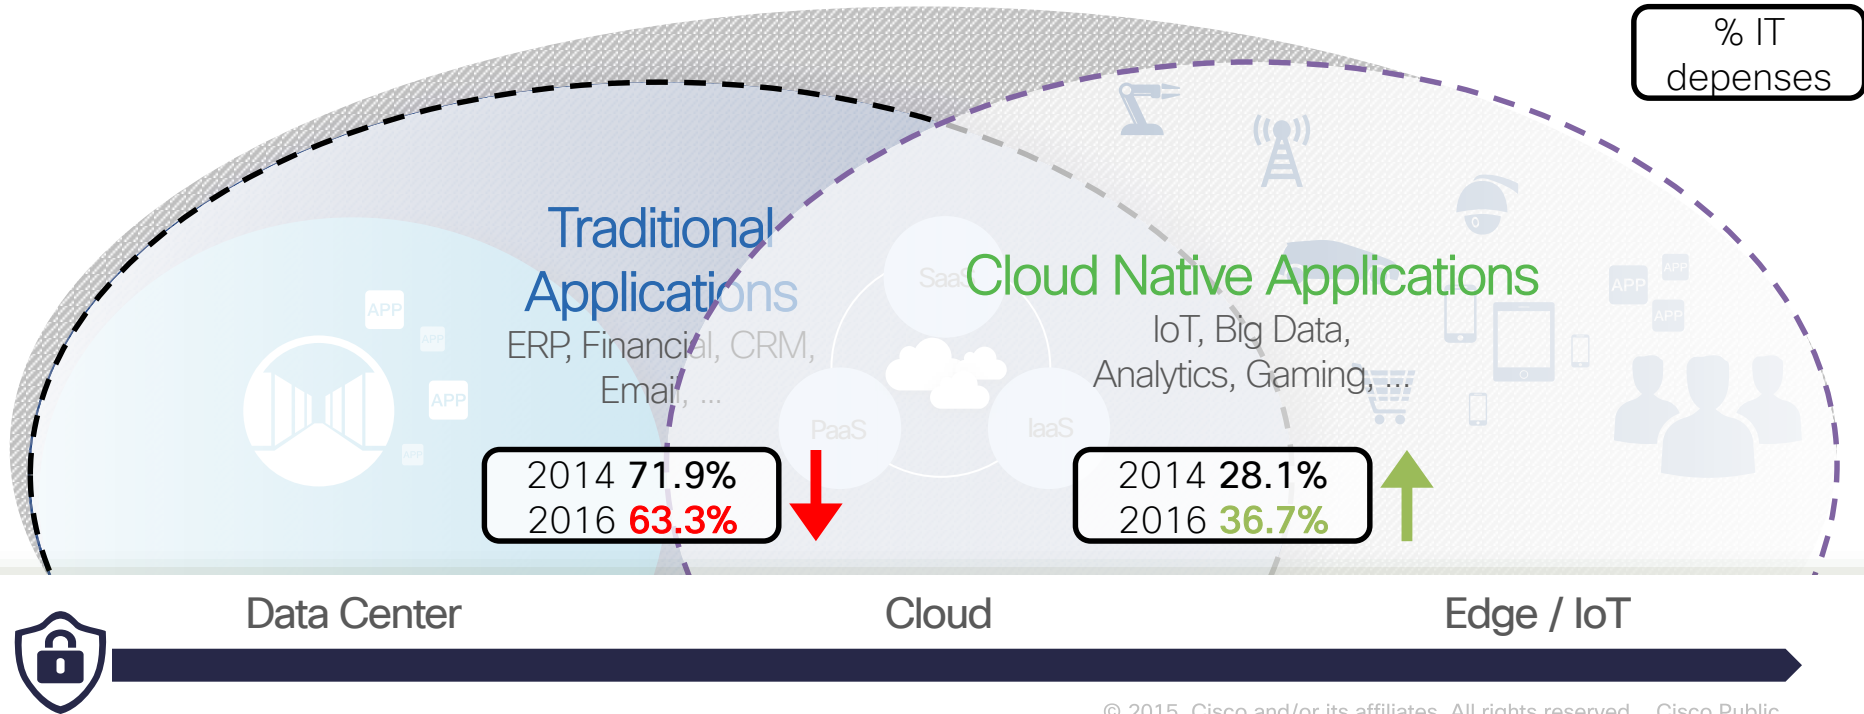 % IT
depenses
Traditional
Applications
ERP, Financial, CRM,
Email, ...
2014 71.9%
2016 63.3%
SaaS
PaaS
IaaS
Cloud Native Applications
IoT, Big Data,
Analytics, Gaming, ...
2014 28.1%
2016 36.7%
APP
APP
APP
APP
APP
APP
APP
Data Center
Cloud
Edge / IoT
© 2015 Cisco and/or its affiliates. All rights reserved. Cisco Public